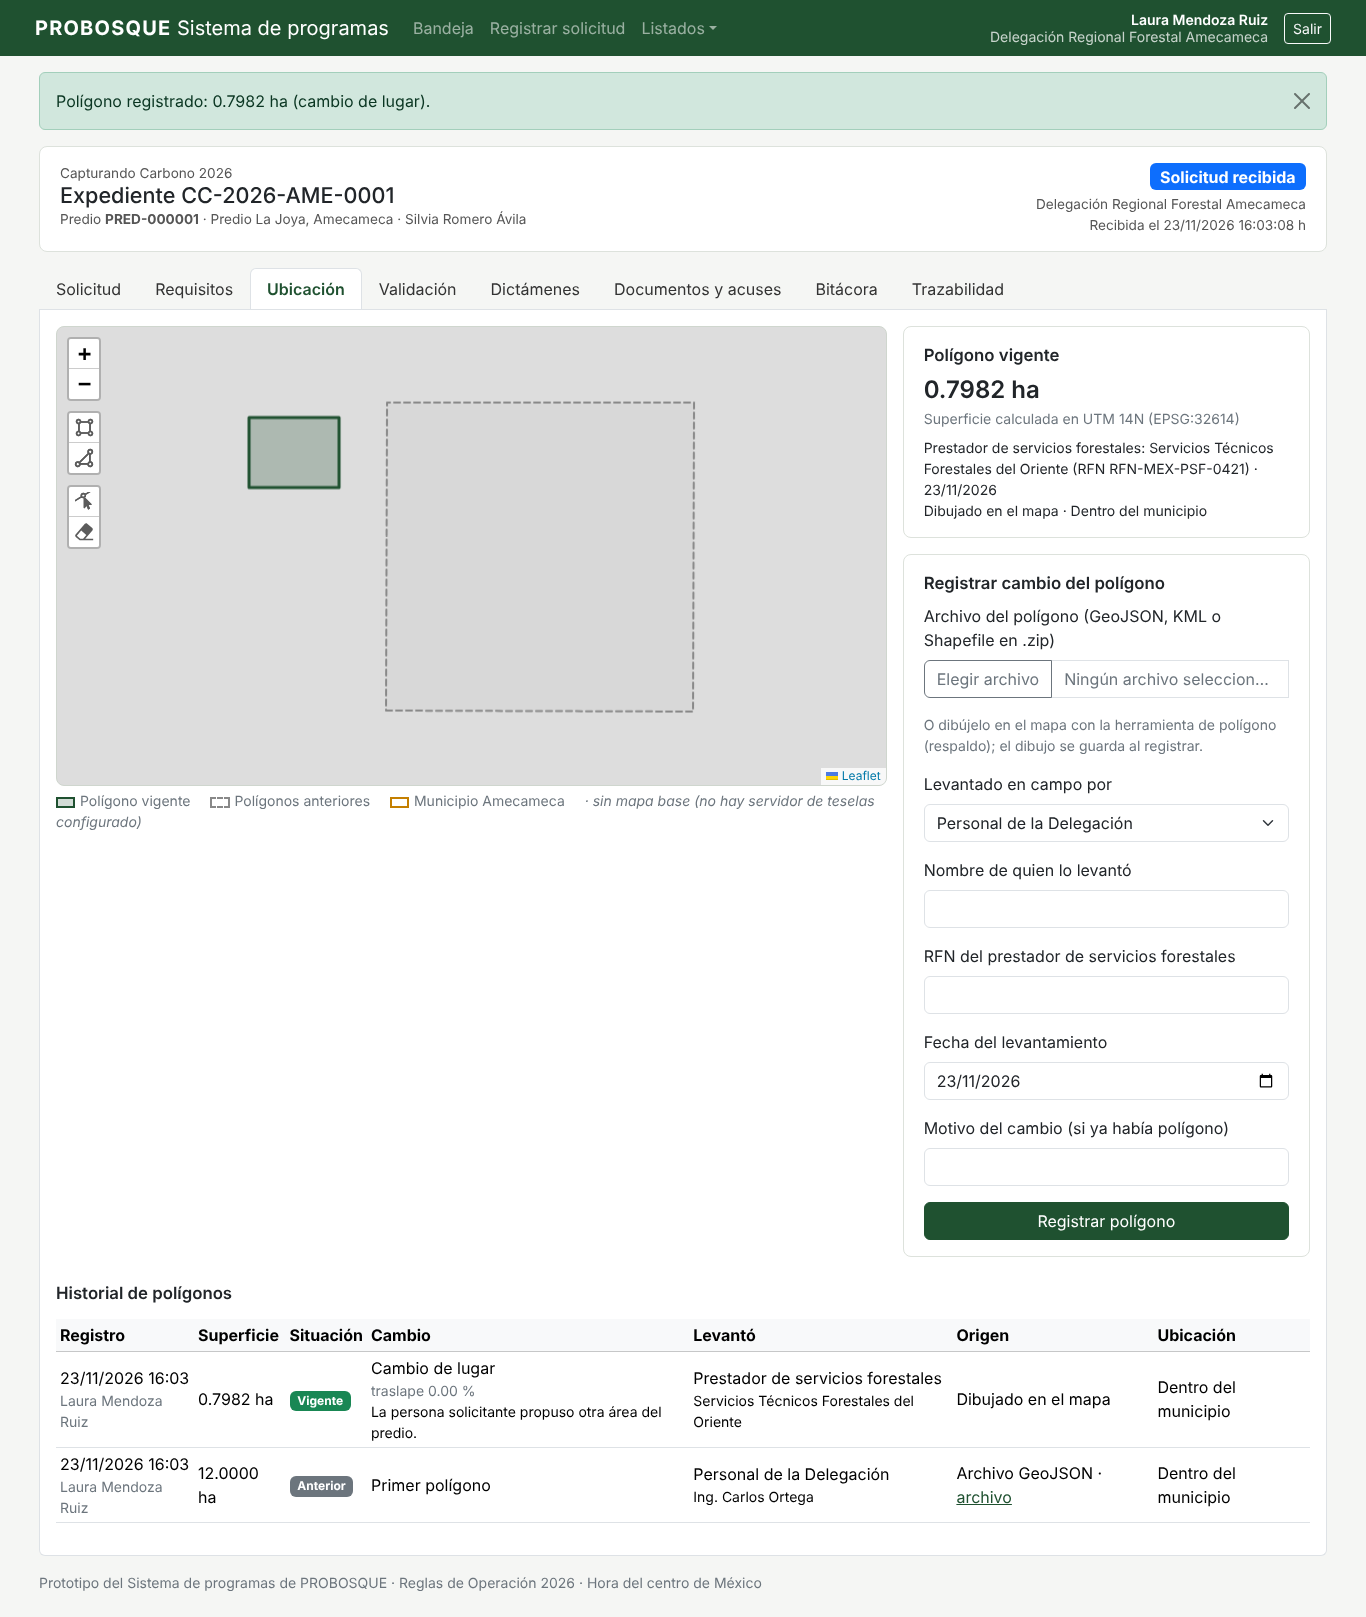 PROBOSQUE Sistema de programas
Bandeja
Registrar solicitud
Listados
Laura Mendoza Ruiz
Delegación Regional Forestal Amecameca
Salir
Polígono registrado: 0.7982 ha (cambio de lugar).
Capturando Carbono 2026
Expediente CC-2026-AME-0001
Predio PRED-000001 · Predio La Joya, Amecameca · Silvia Romero Ávila
Solicitud recibida
Delegación Regional Forestal Amecameca
Recibida el 23/11/2026 16:03:08 h
Solicitud
Requisitos
Ubicación
Validación
Dictámenes
Documentos y acuses
Bitácora
Trazabilidad
+
−
Leaflet
Polígono vigente
Polígonos anteriores
Municipio Amecameca
· sin mapa base (no hay servidor de teselas
configurado)
Polígono vigente
0.7982 ha
Superficie calculada en UTM 14N (EPSG:32614)
Prestador de servicios forestales: Servicios Técnicos
Forestales del Oriente (RFN RFN-MEX-PSF-0421) ·
23/11/2026
Dibujado en el mapa · Dentro del municipio
Registrar cambio del polígono
Archivo del polígono (GeoJSON, KML o
Shapefile en .zip)
Elegir archivo
Ningún archivo seleccion...
O dibújelo en el mapa con la herramienta de polígono
(respaldo); el dibujo se guarda al registrar.
Levantado en campo por
Personal de la Delegación
Nombre de quien lo levantó
RFN del prestador de servicios forestales
Fecha del levantamiento
23/11/2026
Motivo del cambio (si ya había polígono)
Registrar polígono
Historial de polígonos
Registro
Superficie
Situación
Cambio
Levantó
Origen
Ubicación
23/11/2026 16:03
Laura Mendoza
Ruiz
0.7982 ha
Vigente
Cambio de lugar
traslape 0.00 %
La persona solicitante propuso otra área del
predio.
Prestador de servicios forestales
Servicios Técnicos Forestales del
Oriente
Dibujado en el mapa
Dentro del
municipio
23/11/2026 16:03
Laura Mendoza
Ruiz
12.0000
ha
Anterior
Primer polígono
Personal de la Delegación
Ing. Carlos Ortega
Archivo GeoJSON ·
archivo
Dentro del
municipio
Prototipo del Sistema de programas de PROBOSQUE · Reglas de Operación 2026 · Hora del centro de México